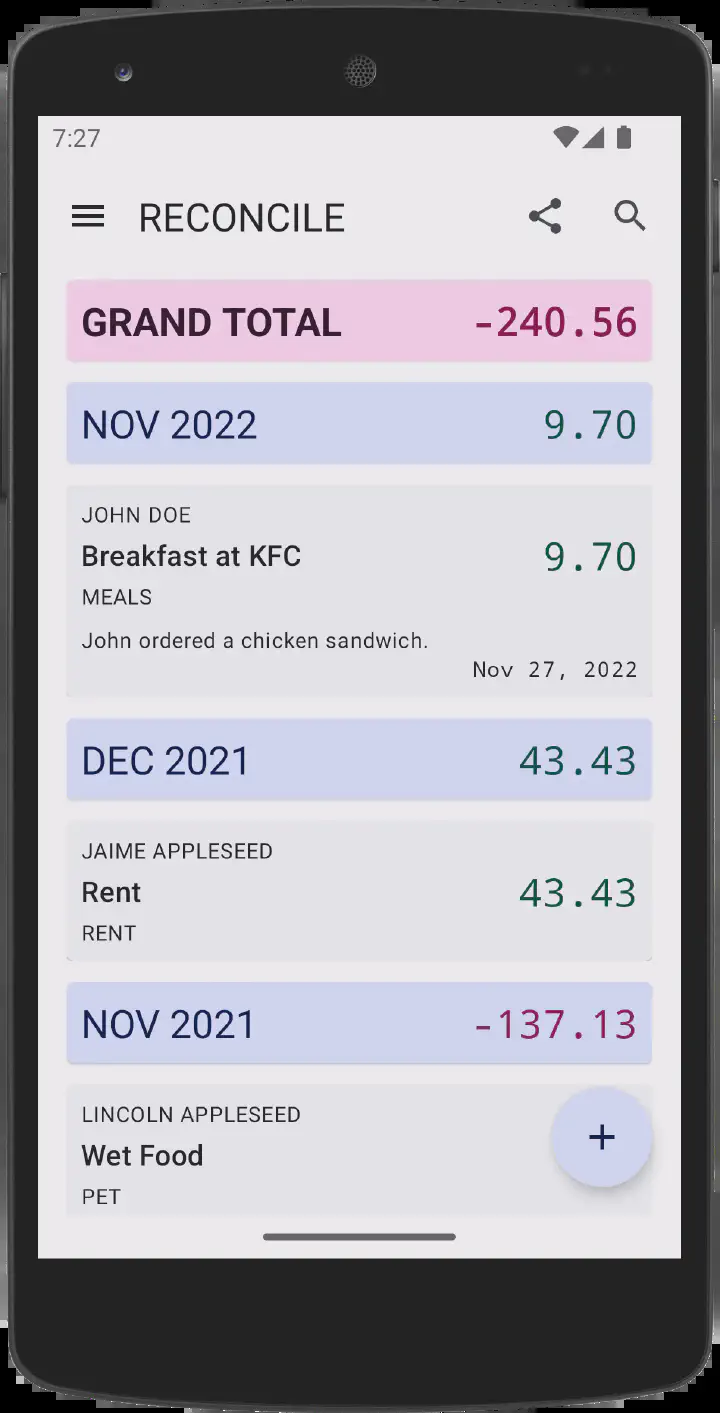 7:27
RECONCILE
GRAND TOTAL -240.56
NOV 2022 9.70
JOHN DOE
Breakfast at KFC 9.70
MEALS
John ordered a chicken sandwich.
Nov 27, 2022
DEC 2021 43.43
JAIME APPLESEED
Rent 43.43
RENT
NOV 2021 -137.13
LINCOLN APPLESEED
Wet Food
PET
+